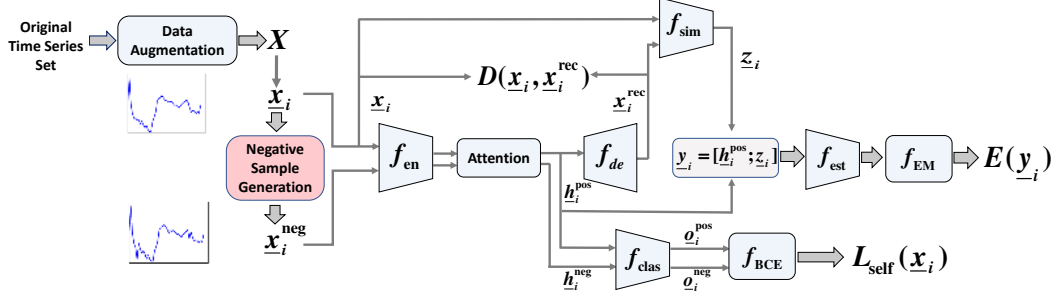 Original
Time Series
Set
Data
Augmentation
X
x_i
Negative
Sample
Generation
x_i^neg
x_i
f_en
Attention
D(x_i, x_i^rec)
x_i^rec
f_de
f_sim
z_i
h_i^pos
y_i = [h_i^pos; z_i]
f_est
f_EM
E(y_i)
h_i^neg
f_clas
o_i^pos
o_i^neg
f_BCE
L_self(x_i)